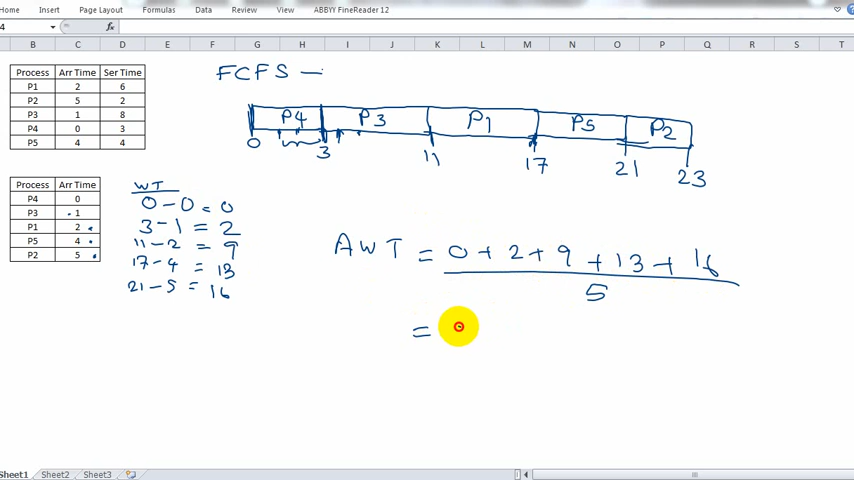 Home Insert Page Layout Formulas Data Review View ABBYY FineReader 12
4 fx
B C D E F G H I J K L M N O P Q R S T
Process Arr Time Ser Time
P1 2 6
P2 5 2
P3 1 8
P4 0 3
P5 4 4
FCFS —
P4 P3 P1 P5 P2
0 3 11 17 21 23
Process Arr Time
P4 0
P3 1
P1 2
P5 4
P2 5
WT
0 - 0 = 0
3 - 1 = 2
11 - 2 = 9
17 - 4 = 13
21 - 5 = 16
AWT = 0 + 2 + 9 + 13 + 16
5
=
Sheet1 Sheet2 Sheet3